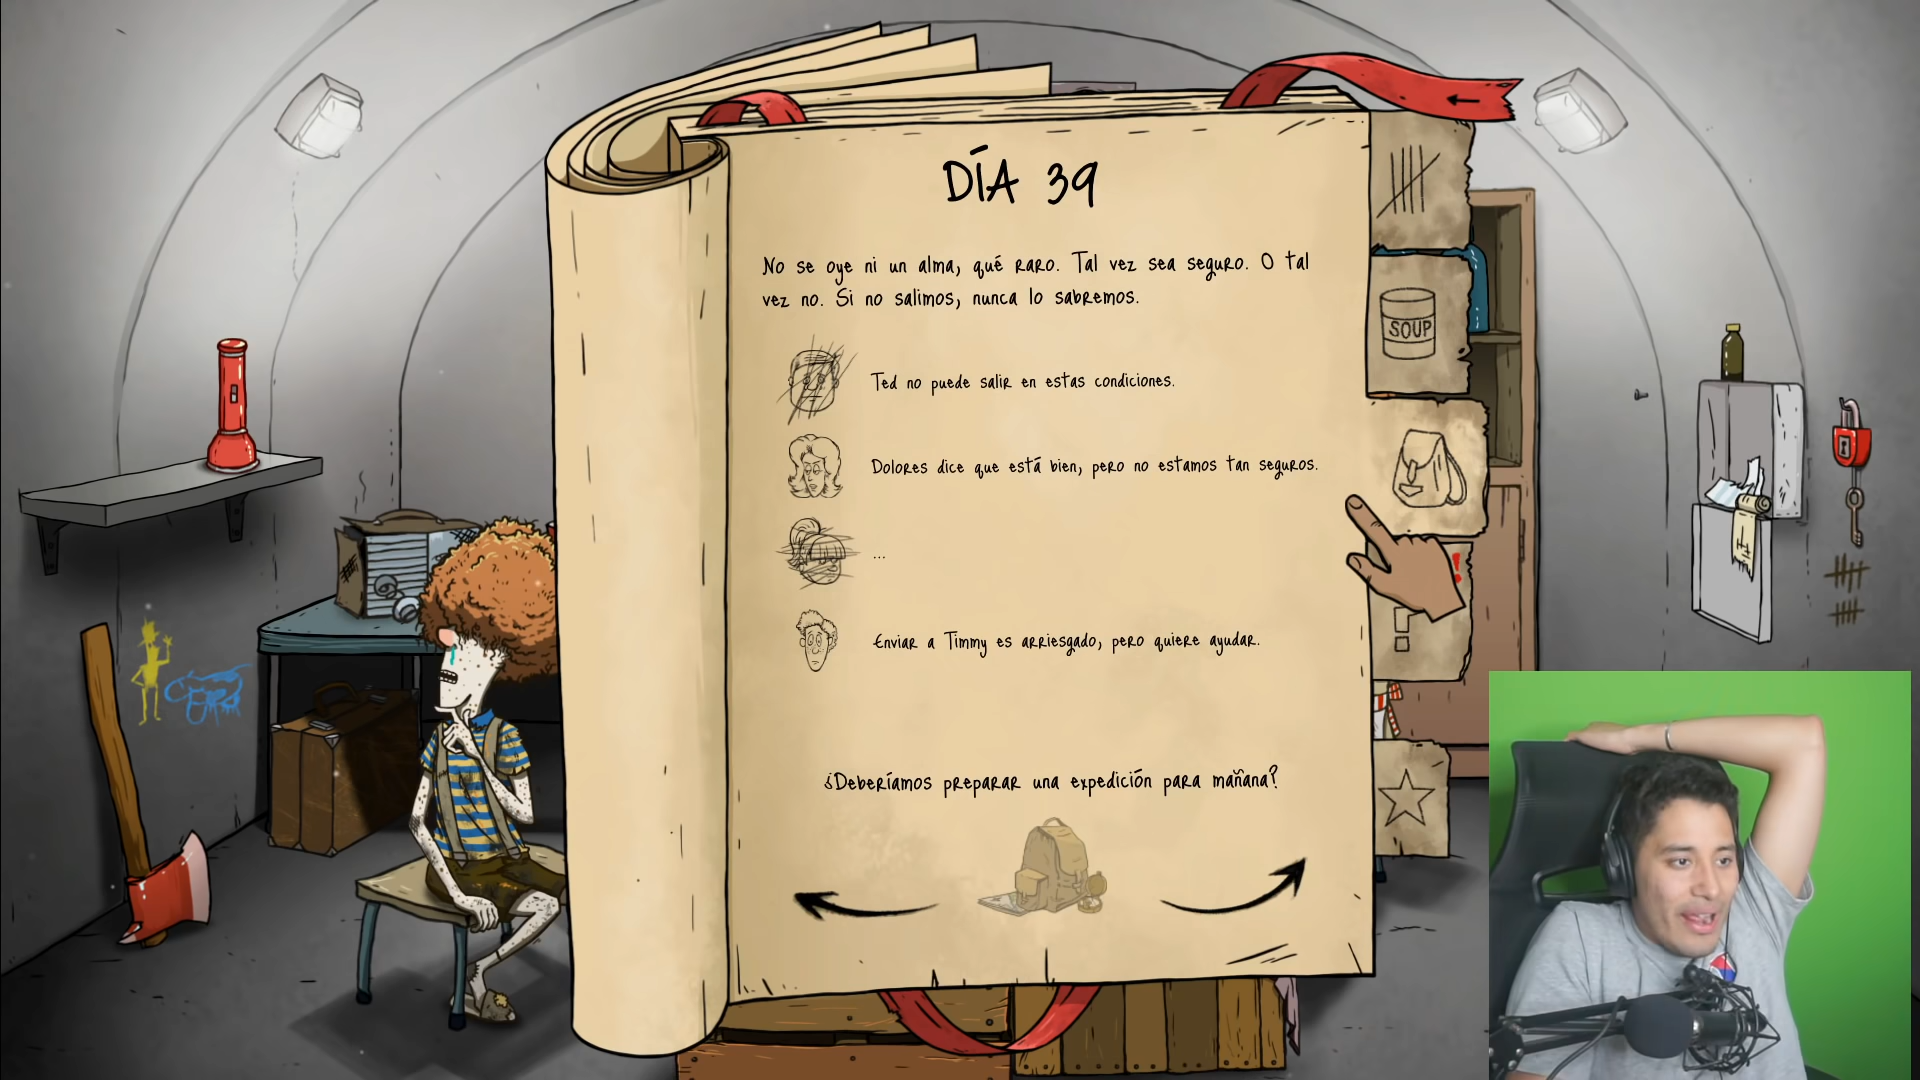 DÍA 39
No se oye ni un alma, qué raro. Tal vez sea seguro. O tal
vez no. Si no salimos, nunca lo sabremos.
Ted no puede salir en estas condiciones.
Dolores dice que está bien, pero no estamos tan seguros.
...
Enviar a Timmy es arriesgado, pero quiere ayudar.
¿Deberíamos preparar una expedición para mañana?
SOUP